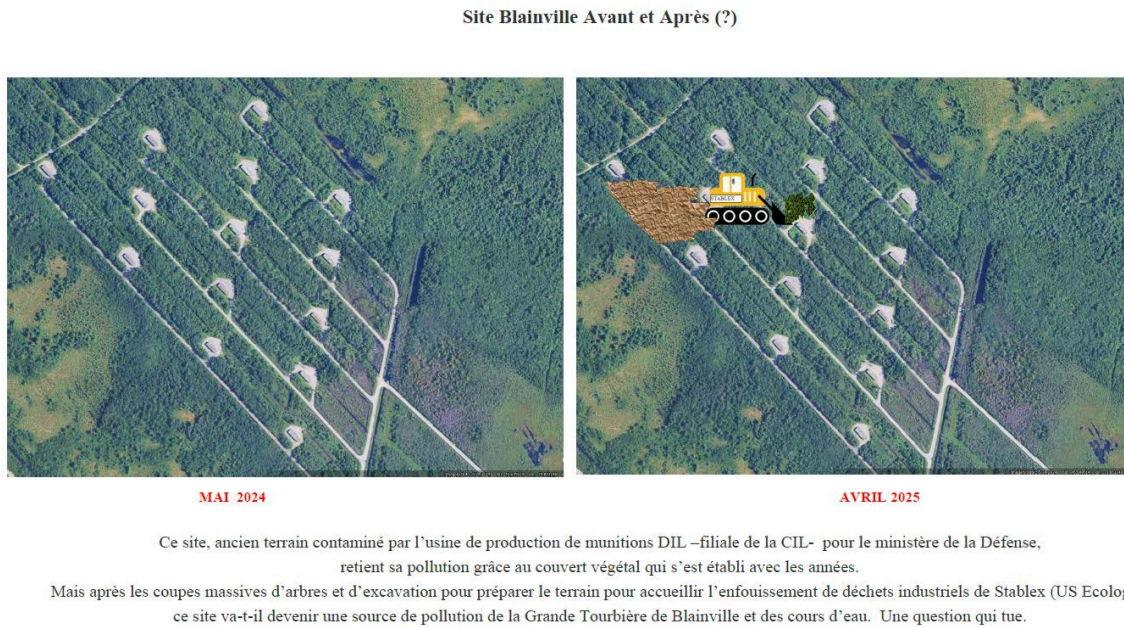 Site Blainville Avant et Après (?)
STABLEX
MAI 2024
AVRIL 2025
Ce site, ancien terrain contaminé par l'usine de production de munitions DIL –filiale de la CIL- pour le ministère de la Défense,
retient sa pollution grâce au couvert végétal qui s'est établi avec les années.
Mais après les coupes massives d'arbres et d'excavation pour préparer le terrain pour accueillir l'enfouissement de déchets industriels de Stablex (US Ecolog
ce site va-t-il devenir une source de pollution de la Grande Tourbière de Blainville et des cours d'eau. Une question qui tue.